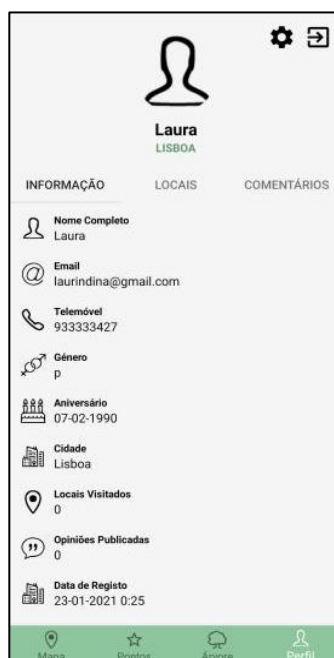 Laura
LISBOA
INFORMAÇÃO LOCAIS COMENTÁRIOS
Nome Completo
Laura
Email
laurindina@gmail.com
Telemóvel
933333427
Género
p
Aniversário
07-02-1990
Cidade
Lisboa
Locais Visitados
0
Opiniões Publicadas
0
Data de Registo
23-01-2021 0:25
Mapa Pontos Árvore Perfil